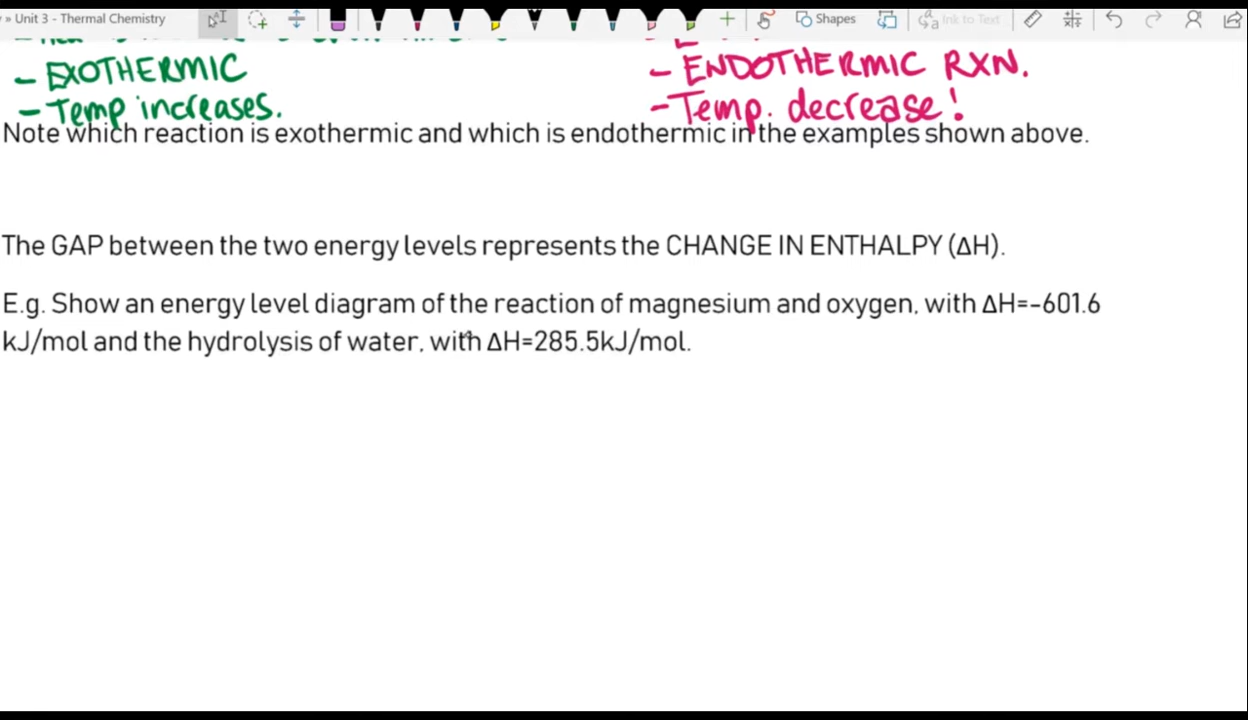 » Unit 3 - Thermal Chemistry
Shapes
Ink to Text
- EXOTHERMIC
- Temp increases.
- ENDOTHERMIC RXN.
- Temp. decrease!
Note which reaction is exothermic and which is endothermic in the examples shown above.
The GAP between the two energy levels represents the CHANGE IN ENTHALPY (ΔH).
E.g. Show an energy level diagram of the reaction of magnesium and oxygen, with ΔH=-601.6
kJ/mol and the hydrolysis of water, with ΔH=285.5kJ/mol.